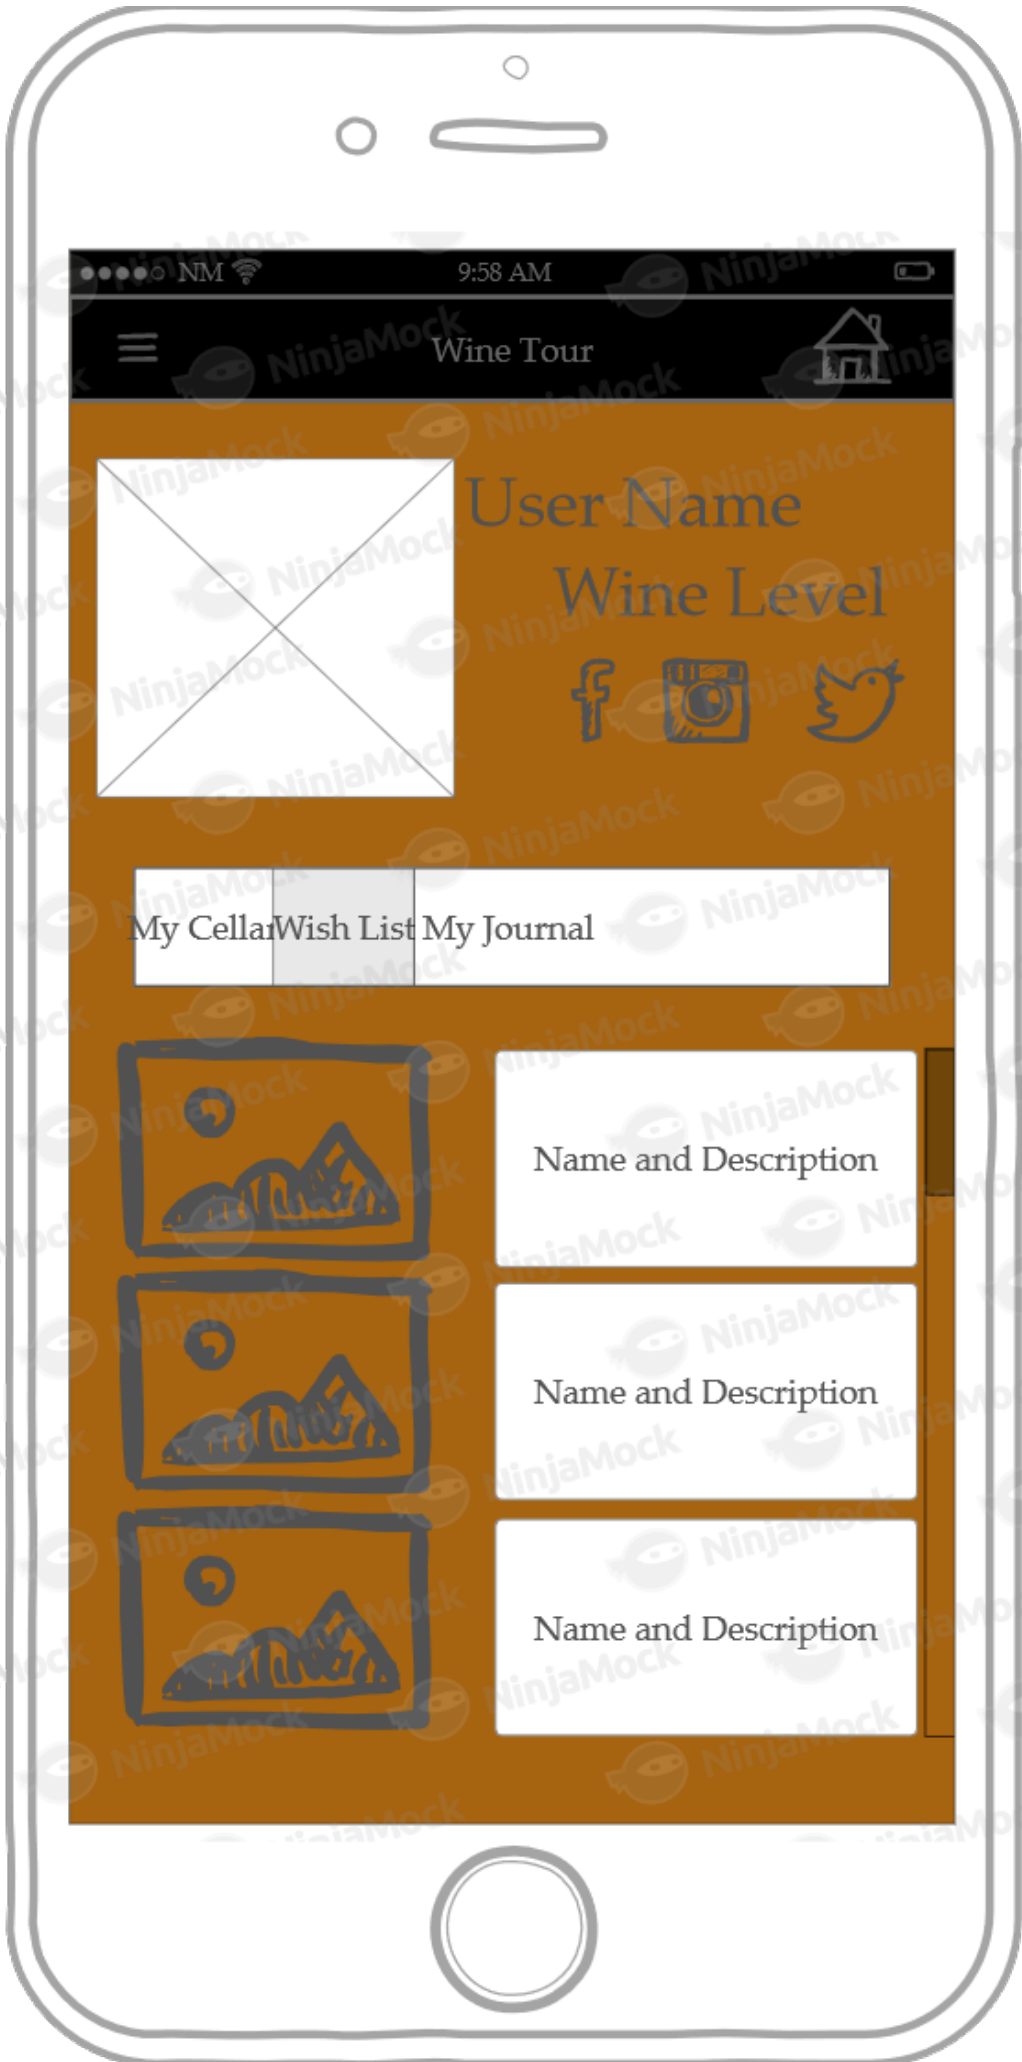 NM 9:58 AM
Wine Tour
User Name
Wine Level
My Cellar Wish List My Journal
Name and Description
Name and Description
Name and Description
NinjaMock